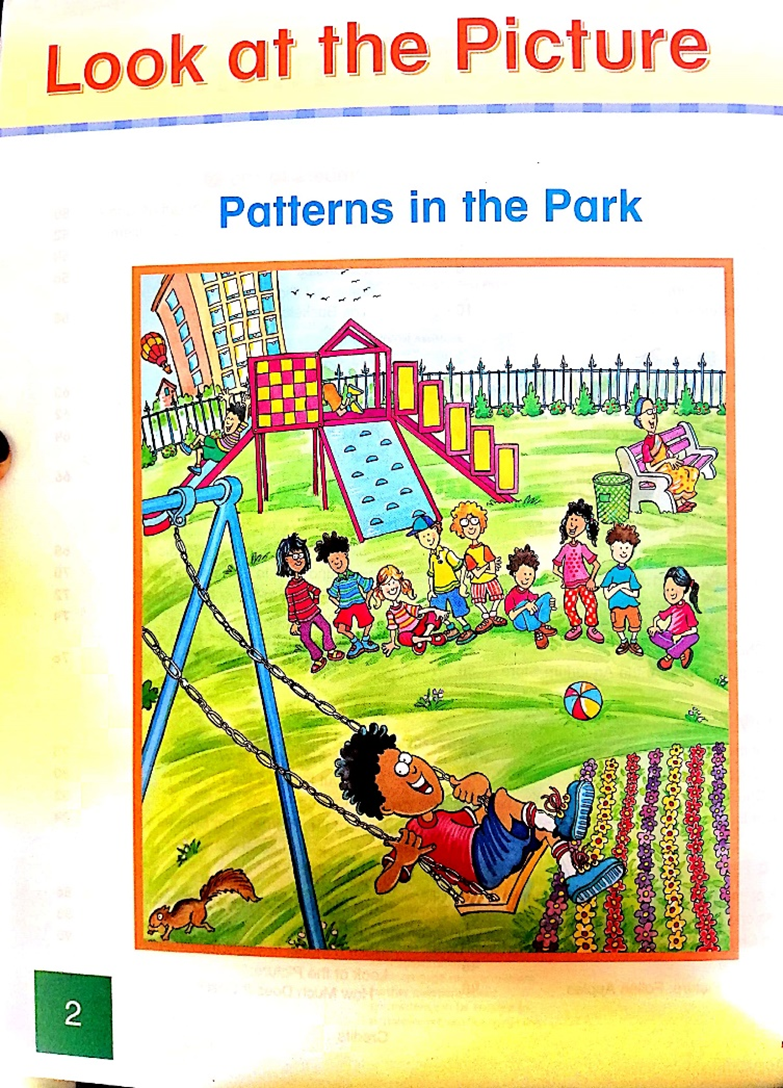 Look at the Picture
Patterns in the Park
2